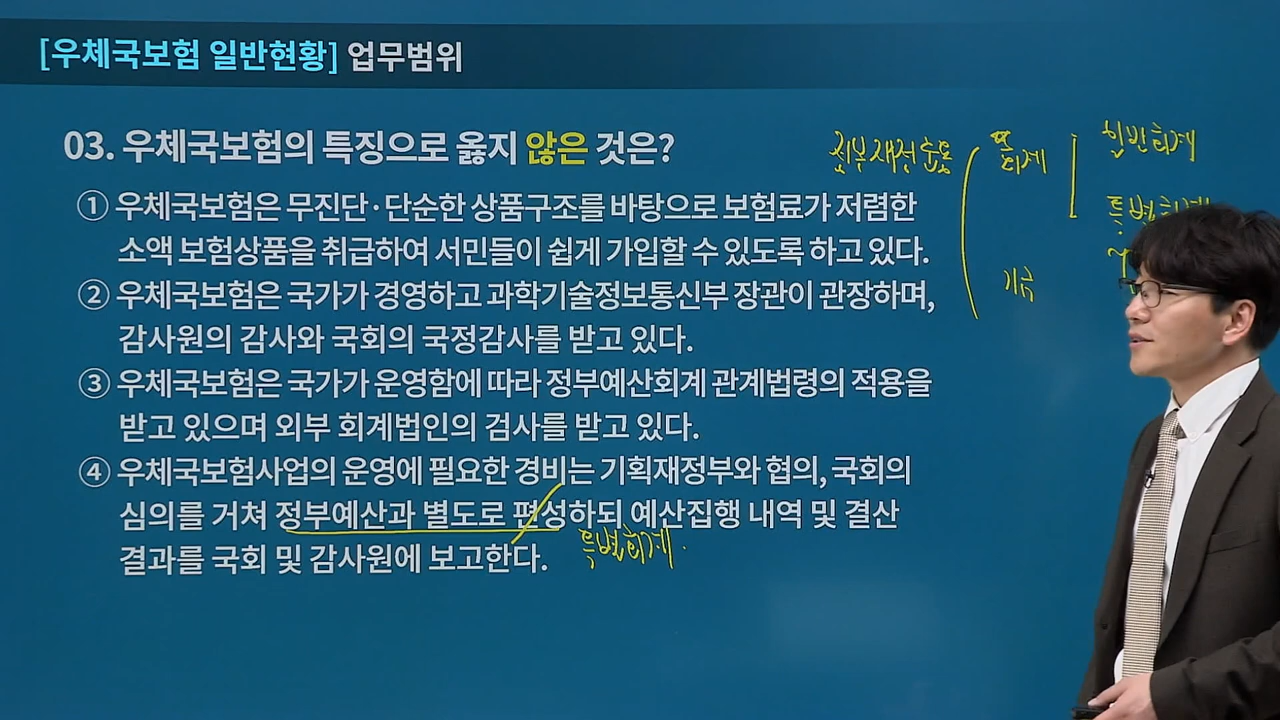 [우체국보험 일반현황] 업무범위
03. 우체국보험의 특징으로 옳지 않은 것은?
① 우체국보험은 무진단·단순한 상품구조를 바탕으로 보험료가 저렴한
소액 보험상품을 취급하여 서민들이 쉽게 가입할 수 있도록 하고 있다.
② 우체국보험은 국가가 경영하고 과학기술정보통신부 장관이 관장하며,
감사원의 감사와 국회의 국정감사를 받고 있다.
③ 우체국보험은 국가가 운영함에 따라 정부예산회계 관계법령의 적용을
받고 있으며 외부 회계법인의 검사를 받고 있다.
④ 우체국보험사업의 운영에 필요한 경비는 기획재정부와 협의, 국회의
심의를 거쳐 정부예산과 별도로 편성하되 예산집행 내역 및 결산
결과를 국회 및 감사원에 보고한다.
특별회계.
정부재정운용
회계
일반회계
특별회계
기금